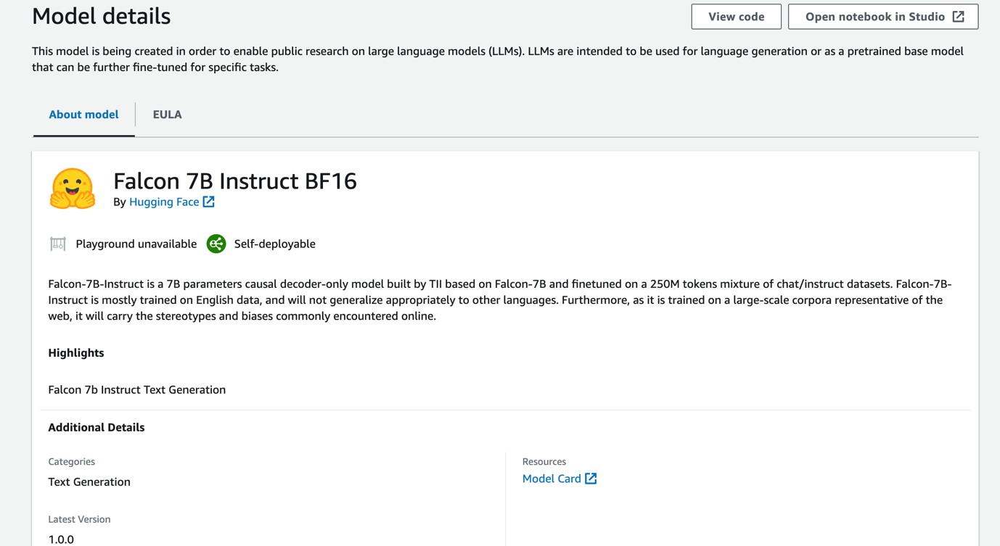 Model details
View code
Open notebook in Studio
This model is being created in order to enable public research on large language models (LLMs). LLMs are intended to be used for language generation or as a pretrained base model
that can be further fine-tuned for specific tasks.
About model
EULA
Falcon 7B Instruct BF16
By Hugging Face
Playground unavailable
Self-deployable
Falcon-7B-Instruct is a 7B parameters causal decoder-only model built by TII based on Falcon-7B and finetuned on a 250M tokens mixture of chat/instruct datasets. Falcon-7B-
Instruct is mostly trained on English data, and will not generalize appropriately to other languages. Furthermore, as it is trained on a large-scale corpora representative of the
web, it will carry the stereotypes and biases commonly encountered online.
Highlights
Falcon 7b Instruct Text Generation
Additional Details
Categories
Text Generation
Resources
Model Card
Latest Version
1.0.0